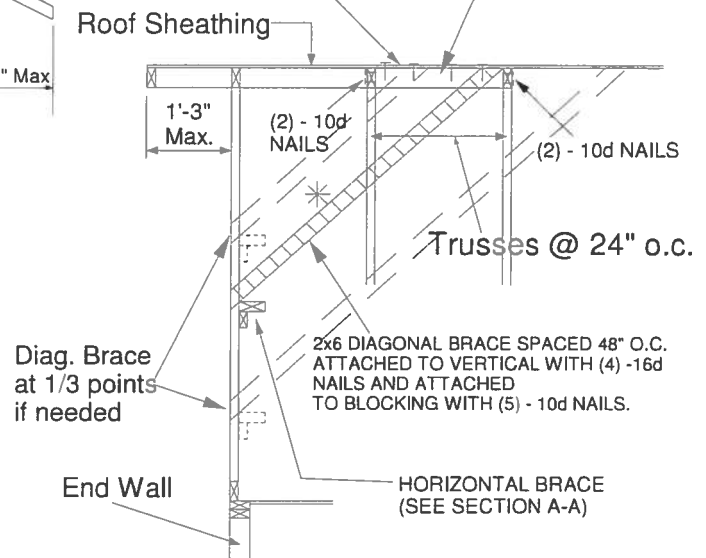 Roof Sheathing
" Max
1'-3"
Max.
(2) - 10d
NAILS
(2) - 10d NAILS
Trusses @ 24" o.c.
2x6 DIAGONAL BRACE SPACED 48" O.C.
ATTACHED TO VERTICAL WITH (4) -16d
NAILS AND ATTACHED
TO BLOCKING WITH (5) - 10d NAILS.
Diag. Brace
at 1/3 points
if needed
End Wall
HORIZONTAL BRACE
(SEE SECTION A-A)